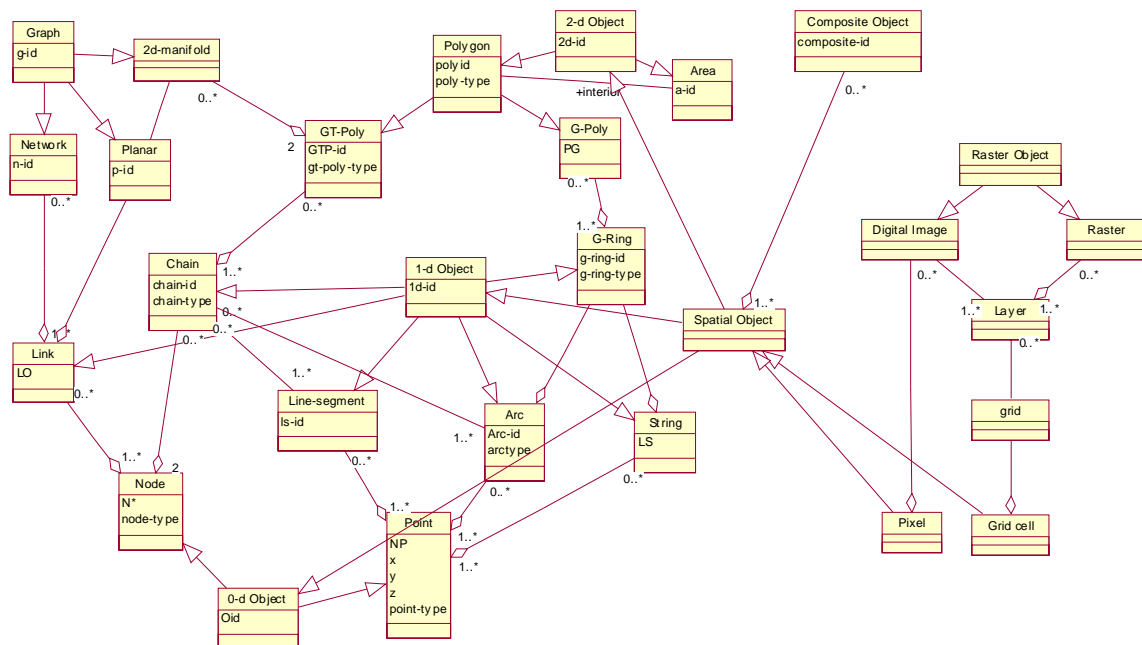 Graph
g-id
2d-manifold
0..*
Polygon
poly id
poly -type
2-d Object
2d-id
Area
a-id
+interior
Composite Object
composite-id
0..*
Network
n-id
0..*
Planar
p-id
GT-Poly
GTP-id
gt-poly -ty pe
2
0..*
G-Poly
PG
0..*
Raster Object
Digital Image
0..*
Raster
0..*
Chain
chain-id
chain-type
1..*
0..*
0..*
1-d Object
1d-id
G-Ring
g-ring-id
g-ring-type
1..*
Spatial Object
1..*
Layer
1..*
1..*
0..*
Link
LO
1..*
0..*
0..*
Line-segment
ls-id
1..*
0..*
Arc
Arc-id
arctype
1..*
0..*
String
LS
0..*
grid
Node
N*
node-type
1..*
2
Point
NP
x
y
z
point-type
1..*
1..*
1..*
Pixel
Grid cell
0-d Object
Oid